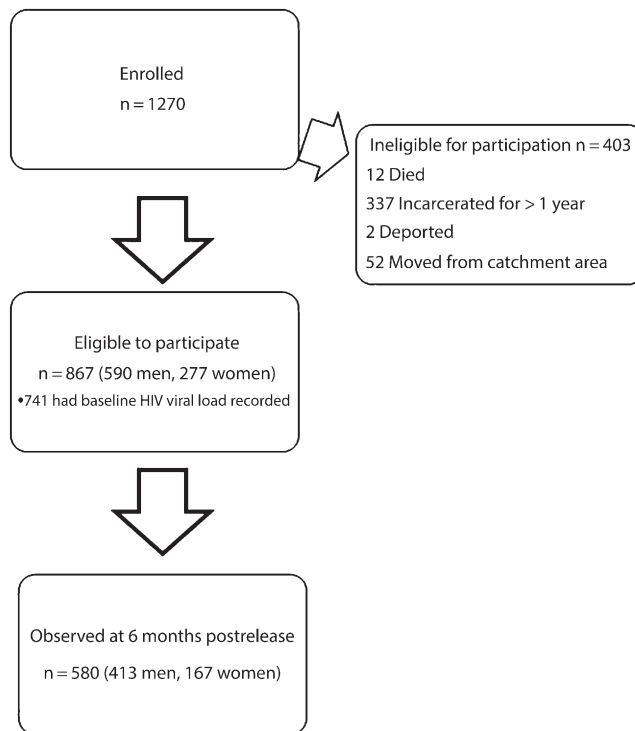 Enrolled
n = 1270
Ineligible for participation n = 403
12 Died
337 Incarcerated for > 1 year
2 Deported
52 Moved from catchment area
Eligible to participate
n = 867 (590 men, 277 women)
•741 had baseline HIV viral load recorded
Observed at 6 months postrelease
n = 580 (413 men, 167 women)